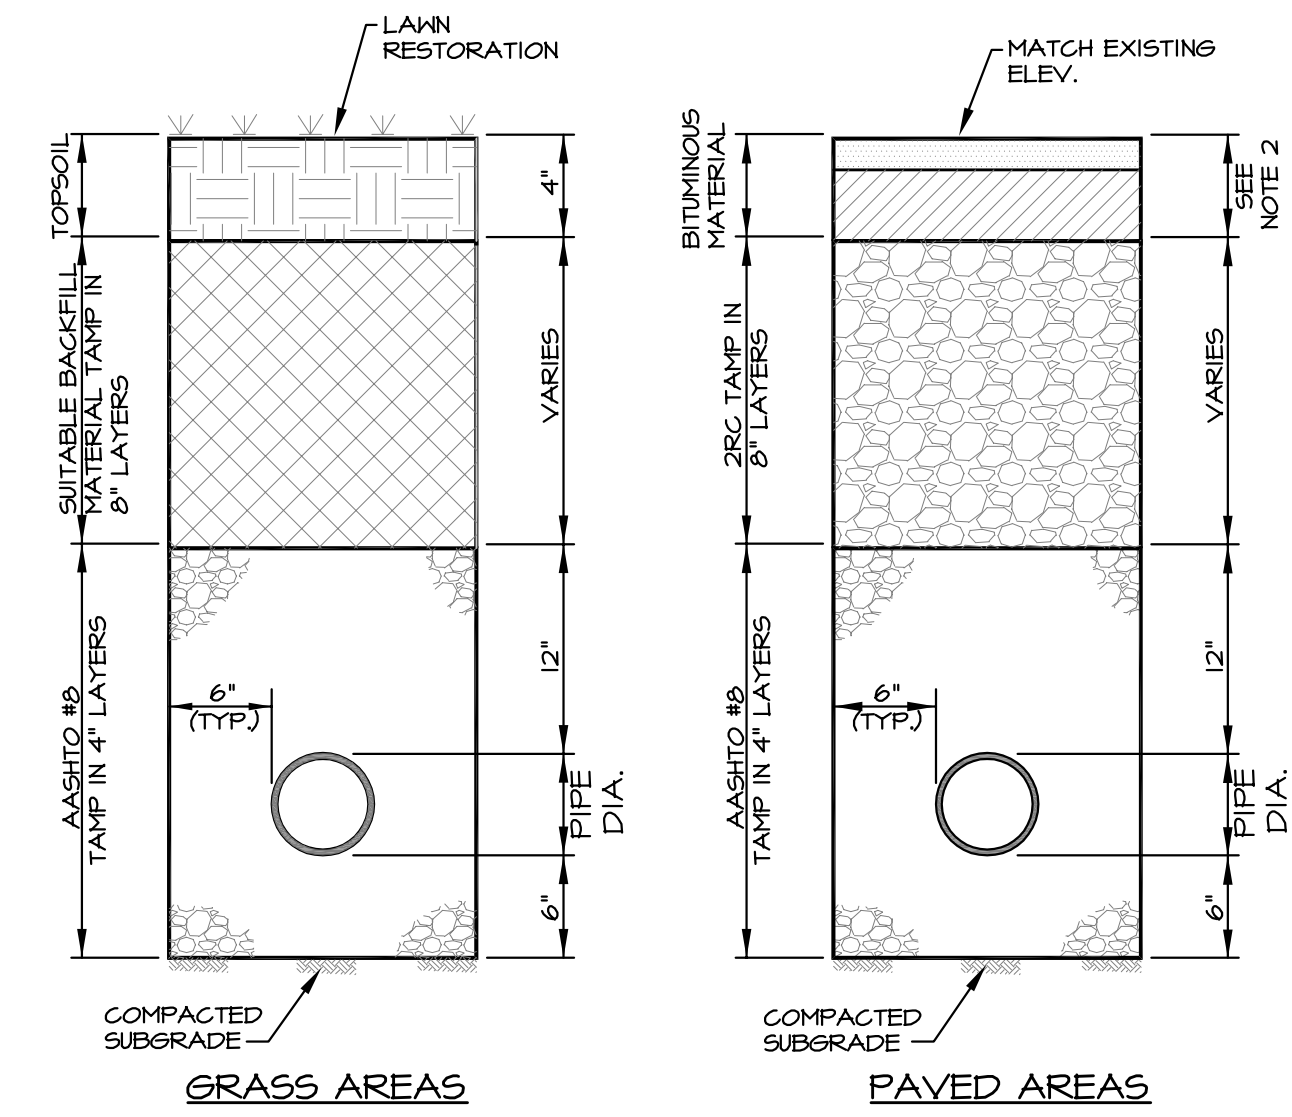 LAWN
RESTORATION
TOPSOIL
4"
SUITABLE BACKFILL
MATERIAL TAMP IN
8" LAYERS
VARIES
AASHTO #8
TAMP IN 4" LAYERS
12"
6"
(TYP.)
PIPE
DIA.
6"
COMPACTED
SUBGRADE
GRASS AREAS
MATCH EXISTING
ELEV.
BITUMINOUS
MATERIAL
SEE
NOTE 2
2RC TAMP IN
8" LAYERS
VARIES
AASHTO #8
TAMP IN 4" LAYERS
12"
6"
(TYP.)
PIPE
DIA.
6"
COMPACTED
SUBGRADE
PAVED AREAS